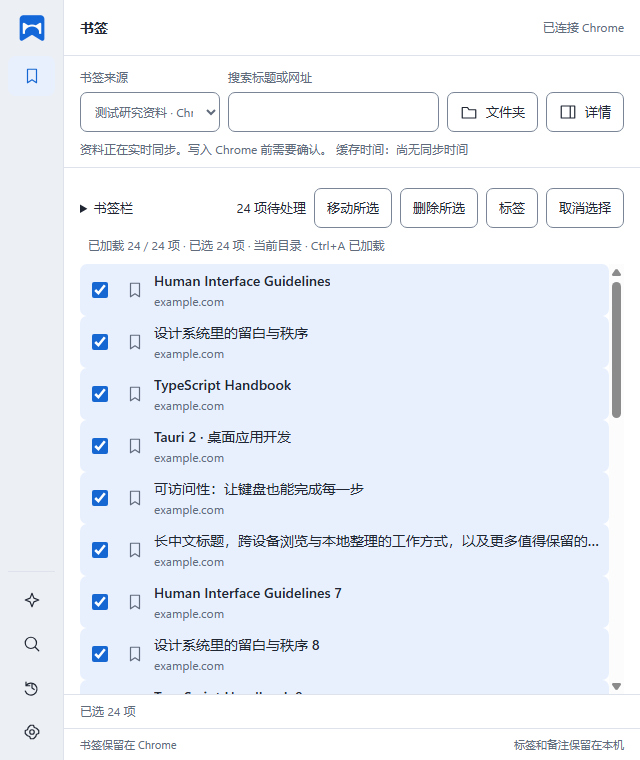 书签
已连接 Chrome
书签来源
搜索标题或网址
测试研究资料 · Chr
文件夹
详情
资料正在实时同步。写入 Chrome 前需要确认。 缓存时间：尚无同步时间
书签栏
24 项待处理
移动所选
删除所选
标签
取消选择
已加载 24 / 24 项 · 已选 24 项 · 当前目录 · Ctrl+A 已加载
Human Interface Guidelines
example.com
设计系统里的留白与秩序
example.com
TypeScript Handbook
example.com
Tauri 2 · 桌面应用开发
example.com
可访问性：让键盘也能完成每一步
example.com
长中文标题，跨设备浏览与本地整理的工作方式，以及更多值得保留的...
example.com
Human Interface Guidelines 7
example.com
设计系统里的留白与秩序 8
example.com
已选 24 项
书签保留在 Chrome
标签和备注保留在本机